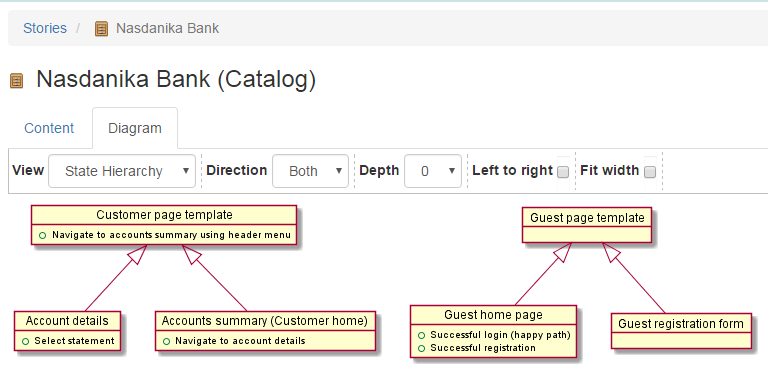 Stories / Nasdanika Bank
Nasdanika Bank (Catalog)
Content Diagram
View State Hierarchy Direction Both Depth 0 Left to right Fit width
Customer page template
Navigate to accounts summary using header menu
Guest page template
Account details
Select statement
Accounts summary (Customer home)
Navigate to account details
Guest home page
Successful login (happy path)
Successful registration
Guest registration form